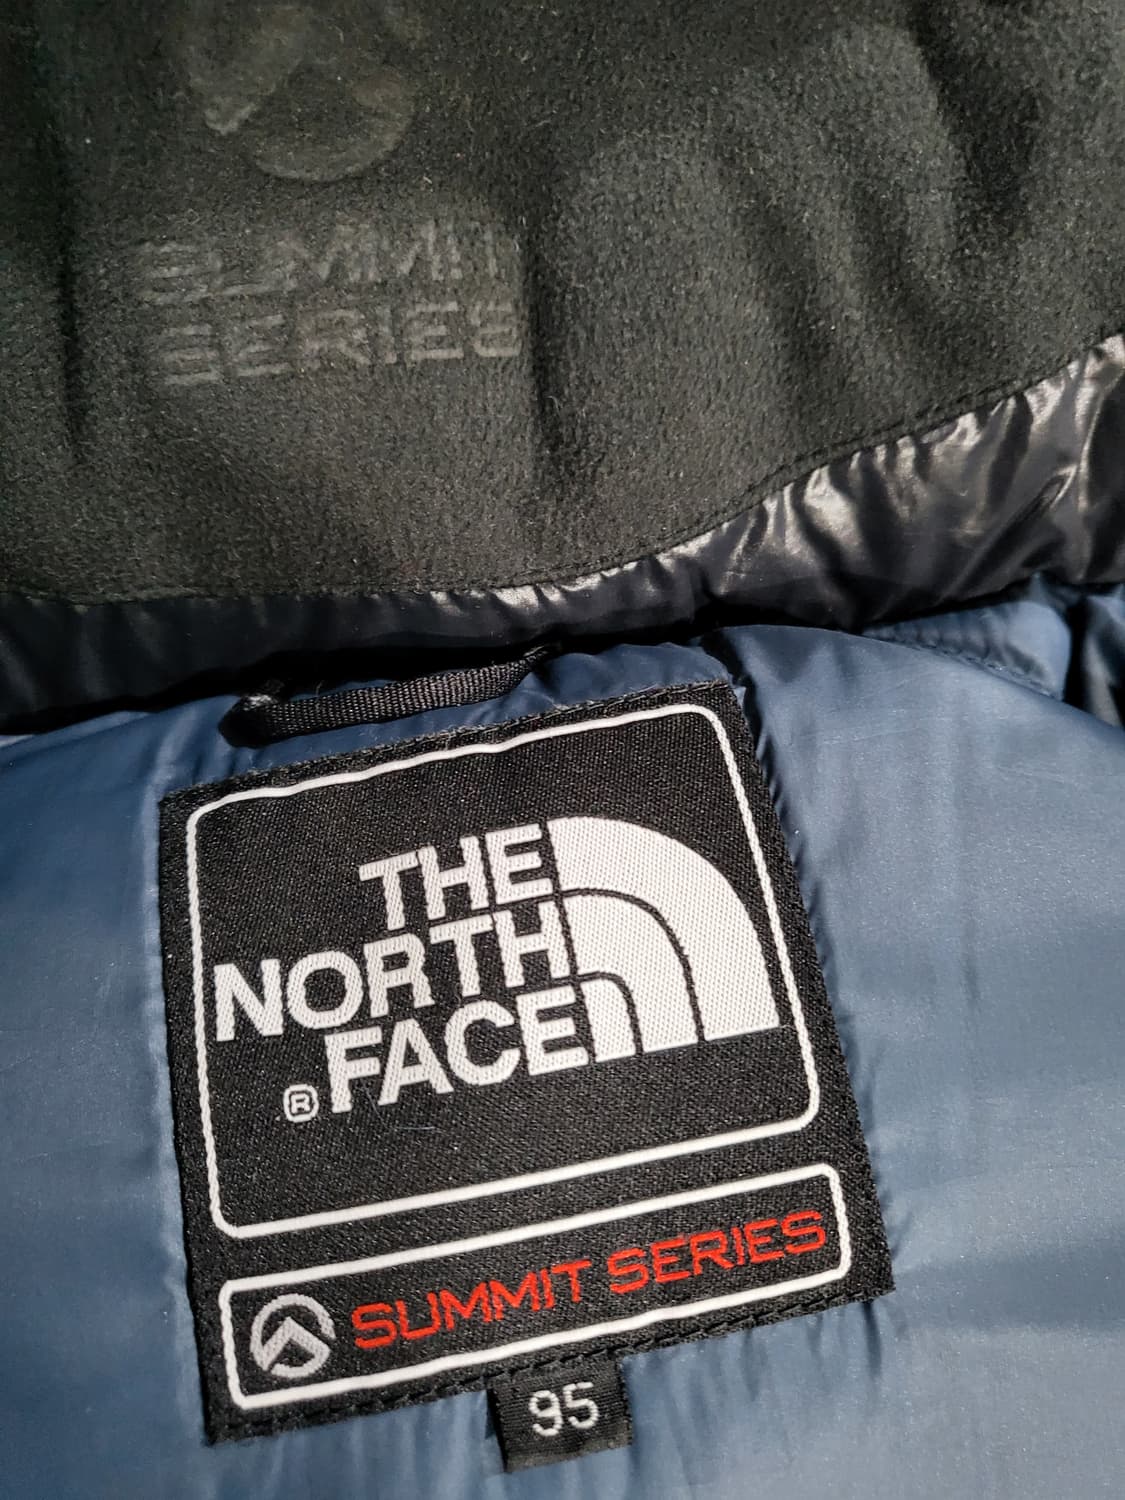 SUMMIT
SERIES
THE
NORTH
FACE
®
SUMMIT SERIES
95